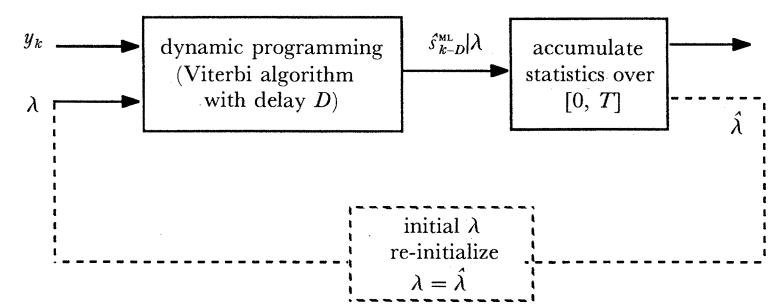 y_k
dynamic programming
(Viterbi algorithm
with delay D)
λ
ŝ^ML_{k–D}|λ
accumulate
statistics over
[0, T]
λ̂
initial λ
re-initialize
λ = λ̂